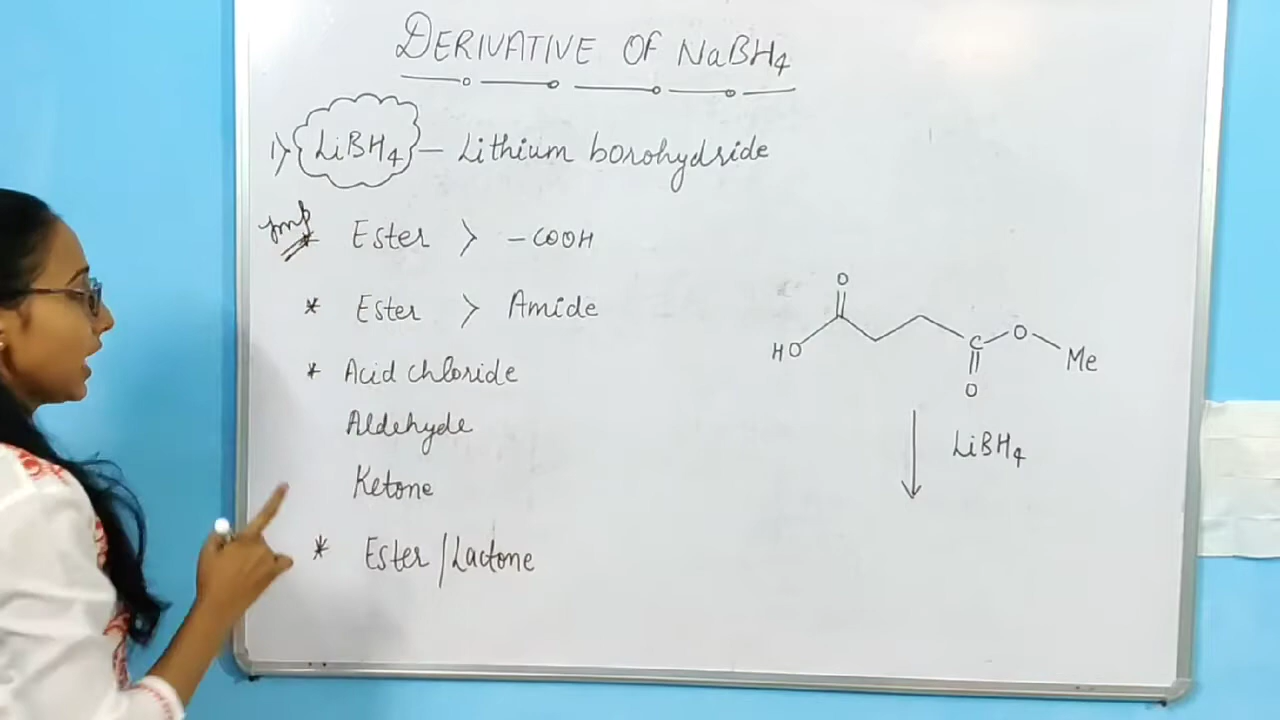 DERIVATIVE OF NaBH4
1) LiBH4 — Lithium borohydride
Imp
* Ester > -COOH
* Ester > Amide
* Acid chloride
Aldehyde
Ketone
* Ester/Lactone
O
HO
C
O
Me
O
LiBH4